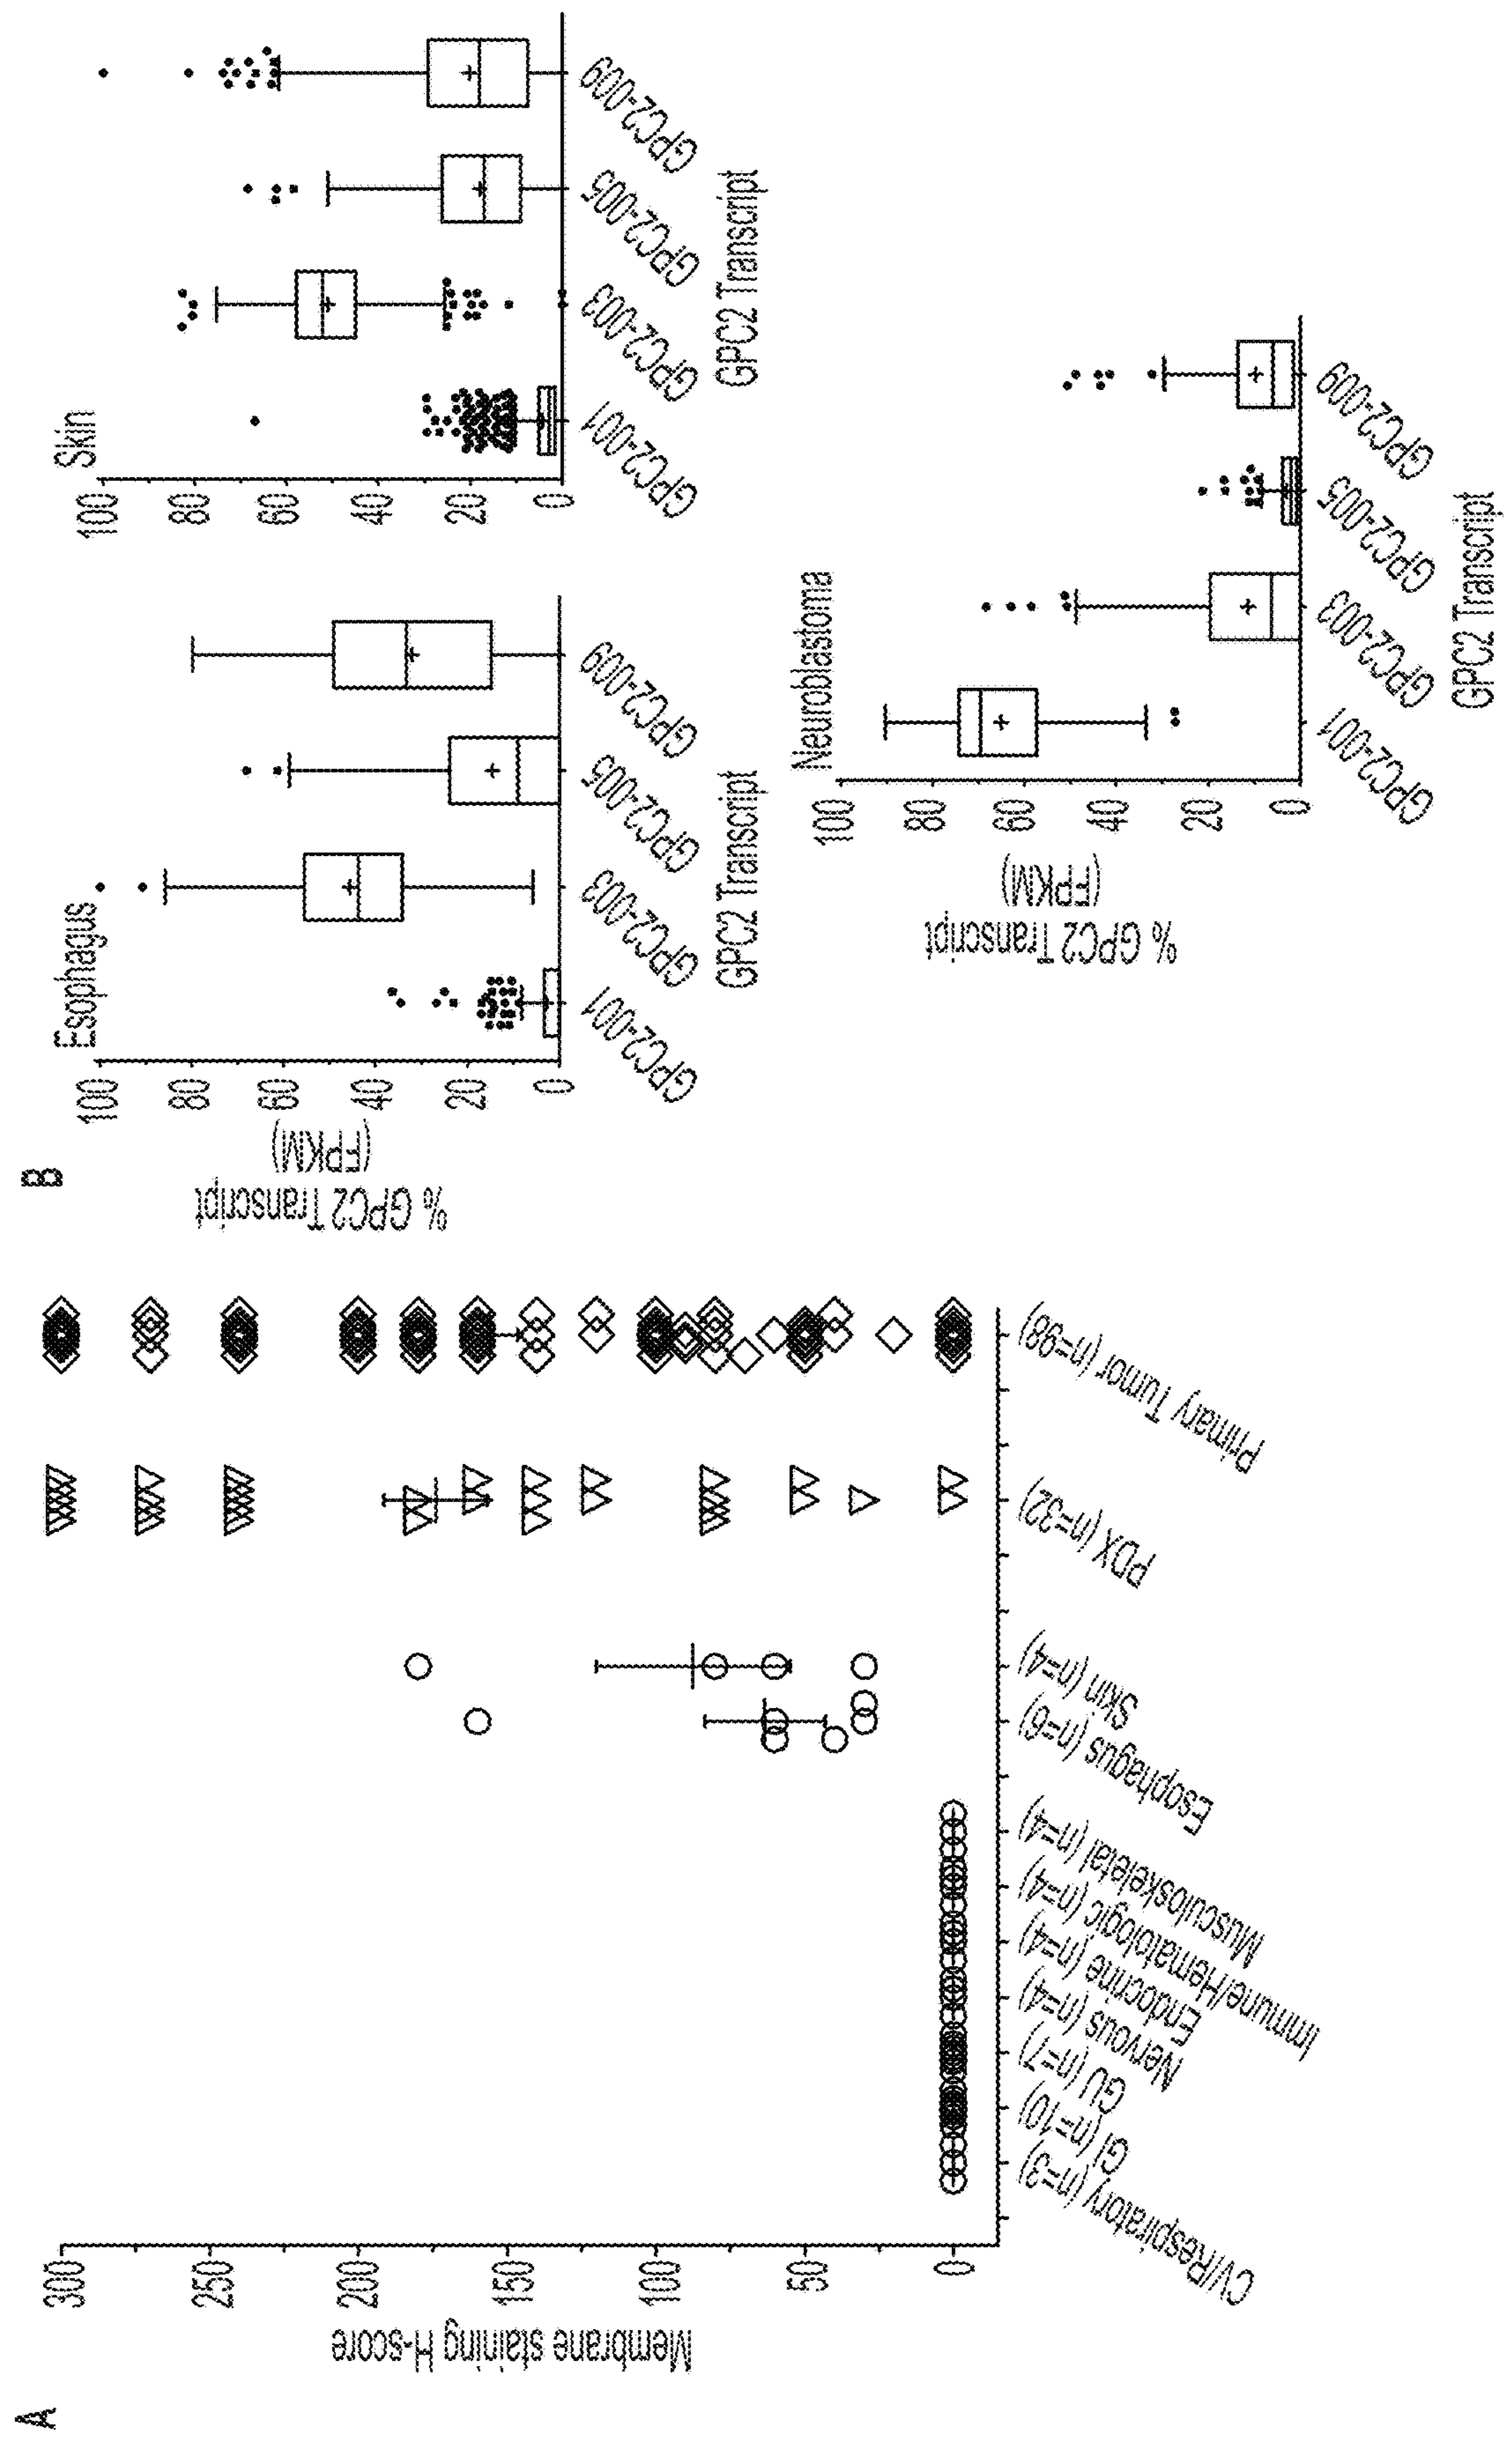 A
Membrane staining H-score
300
250
200
150
100
50
0
CV/Respiratory (n=3)
GI (n=10)
GU (n=7)
Nervous (n=4)
Endocrine (n=4)
Immune/Hematologic (n=4)
Musculoskeletal (n=4)
Esophagus (n=6)
Skin (n=4)
PDX (n=32)
Primary Tumor (n=98)
B
Esophagus
% GPC2 Transcript
(FPKM)
100
80
60
40
20
0
GPC2-001
GPC2-003
GPC2-005
GPC2-009
GPC2 Transcript
Skin
100
80
60
40
20
0
GPC2-001
GPC2-003
GPC2-005
GPC2-009
GPC2 Transcript
Neuroblastoma
% GPC2 Transcript
(FPKM)
100
80
60
40
20
0
GPC2-001
GPC2-003
GPC2-005
GPC2-009
GPC2 Transcript